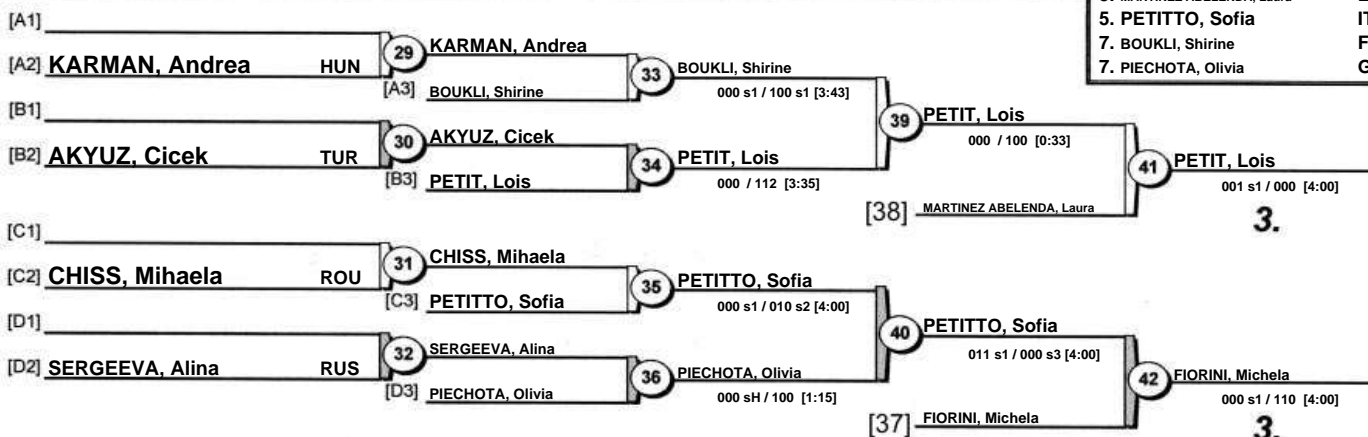 5. PETITTO, Sofia
7. BOUKLI, Shirine F
7. PIECHOTA, Olivia G
[A1]
[A2] KARMAN, Andrea HUN
29
KARMAN, Andrea
[A3] BOUKLI, Shirine
33
BOUKLI, Shirine
000 s1 / 100 s1 [3:43]
[B1]
[B2] AKYUZ, Cicek TUR
30
AKYUZ, Cicek
[B3] PETIT, Lois
34
PETIT, Lois
000 / 112 [3:35]
39
PETIT, Lois
000 / 100 [0:33]
[38] MARTINEZ ABELENDA, Laura
41
PETIT, Lois
001 s1 / 000 [4:00]
3.
[C1]
[C2] CHISS, Mihaela ROU
31
CHISS, Mihaela
[C3] PETITTO, Sofia
35
PETITTO, Sofia
000 s1 / 010 s2 [4:00]
[D1]
[D2] SERGEEVA, Alina RUS
32
SERGEEVA, Alina
[D3] PIECHOTA, Olivia
36
PIECHOTA, Olivia
000 sH / 100 [1:15]
40
PETITTO, Sofia
011 s1 / 000 s3 [4:00]
[37] FIORINI, Michela
42
FIORINI, Michela
000 s1 / 110 [4:00]
3.